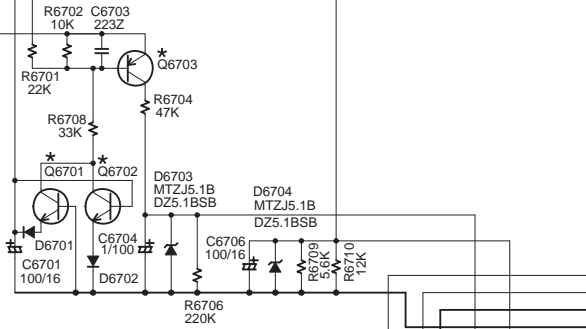 R6702
10K
C6703
223Z
*
Q6703
R6701
22K
R6704
47K
R6708
33K
*
Q6701
*
Q6702
D6703
MTZJ5.1B
DZ5.1BSB
D6704
MTZJ5.1B
DZ5.1BSB
D6701
C6704
1/100
C6706
100/16
R6709
5.6K
R6710
12K
C6701
100/16
D6702
R6706
220K